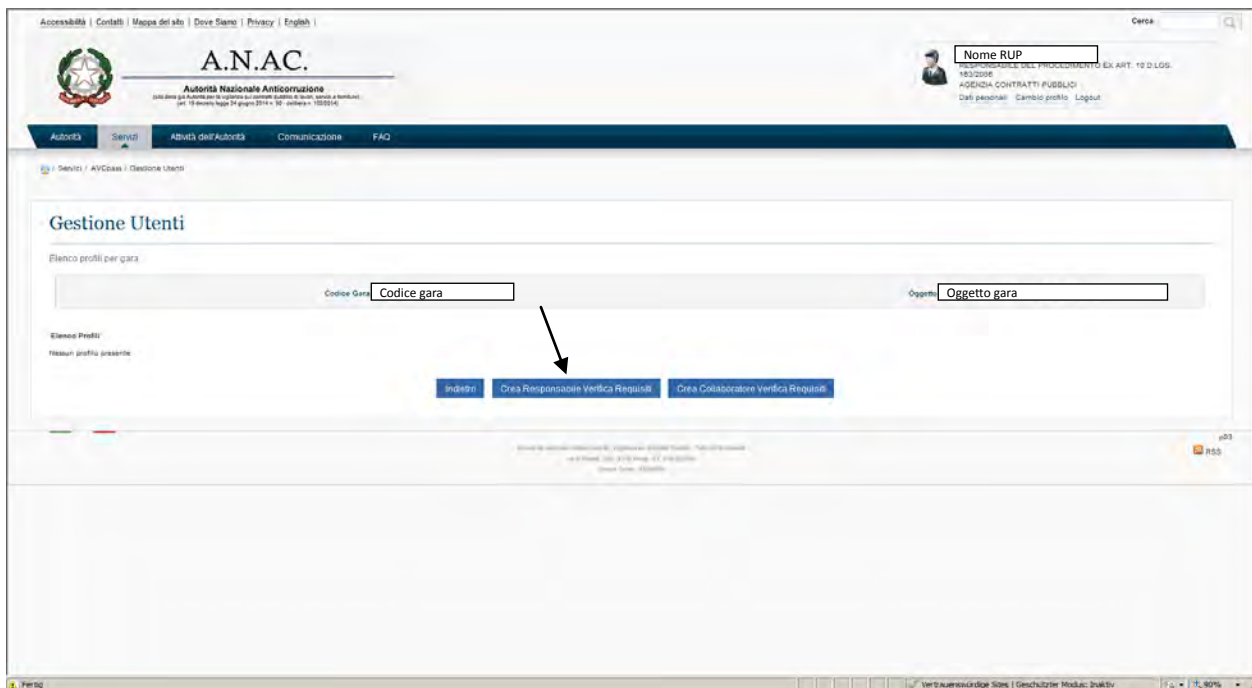 Accessibilità | Contatti | Mappa del sito | Dove Siamo | Privacy | English |
Cerca
A.N.AC.
Autorità Nazionale Anticorruzione
Nome RUP
RESPONSABILE DEL PROCEDIMENTO EX ART. 10 D.LGS.
163/2006
AGENZIA CONTRATTI PUBBLICI
Dati personali Cambio profilo Logout
Autorità Servizi Attività dell'Autorità Comunicazione FAQ
/ Servizi / AVCpass / Gestione Utenti
Gestione Utenti
Elenco profili per gara
Codice Gara Codice gara
Oggetto Oggetto gara
Elenco Profili
Nessun profilo presente
Indietro Crea Responsabile Verifica Requisiti Crea Collaboratore Verifica Requisiti
p03
RSS
Fertig
Vertrauenswürdige Sites | Geschützter Modus: Inaktiv
90%